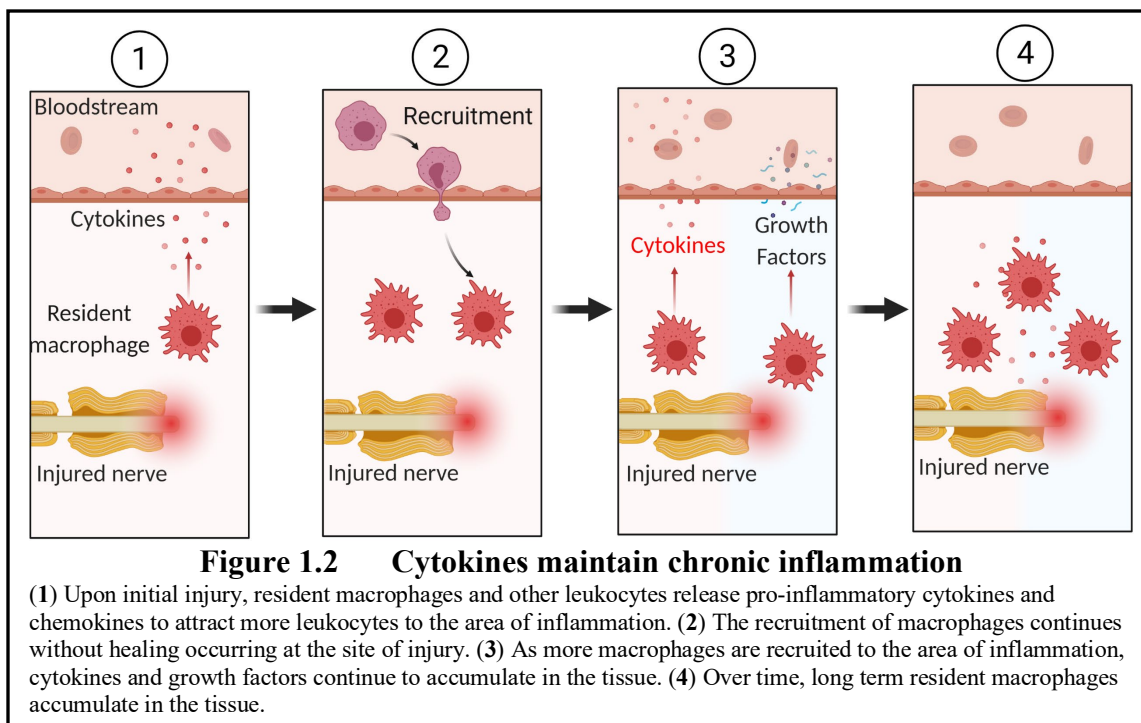 1
2
3
4
Bloodstream
Cytokines
Resident
macrophage
Injured nerve
Recruitment
Injured nerve
Cytokines
Growth
Factors
Injured nerve
Injured nerve
Figure 1.2 Cytokines maintain chronic inflammation
(1) Upon initial injury, resident macrophages and other leukocytes release pro-inflammatory cytokines and
chemokines to attract more leukocytes to the area of inflammation. (2) The recruitment of macrophages continues
without healing occurring at the site of injury. (3) As more macrophages are recruited to the area of inflammation,
cytokines and growth factors continue to accumulate in the tissue. (4) Over time, long term resident macrophages
accumulate in the tissue.